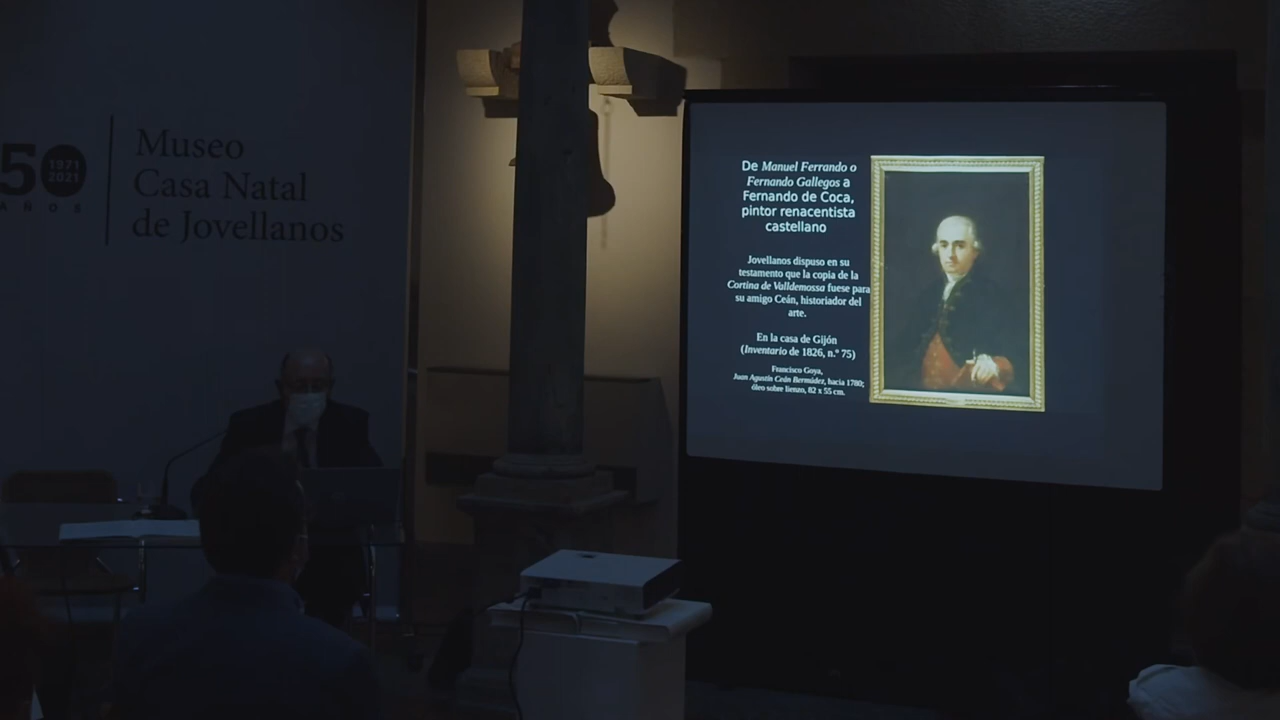 50
1971
2021
AÑOS
Museo
Casa Natal
de Jovellanos
De Manuel Ferrando o
Fernando Gallegos a
Fernando de Coca,
pintor renacentista
castellano
Jovellanos dispuso en su
testamento que la copia de la
Cortina de Valldemossa fuese para
su amigo Ceán, historiador del
arte.
En la casa de Gijón
(Inventario de 1826, n.º 75)
Francisco Goya,
Juan Agustín Ceán Bermúdez, hacia 1780;
óleo sobre lienzo, 82 x 55 cm.